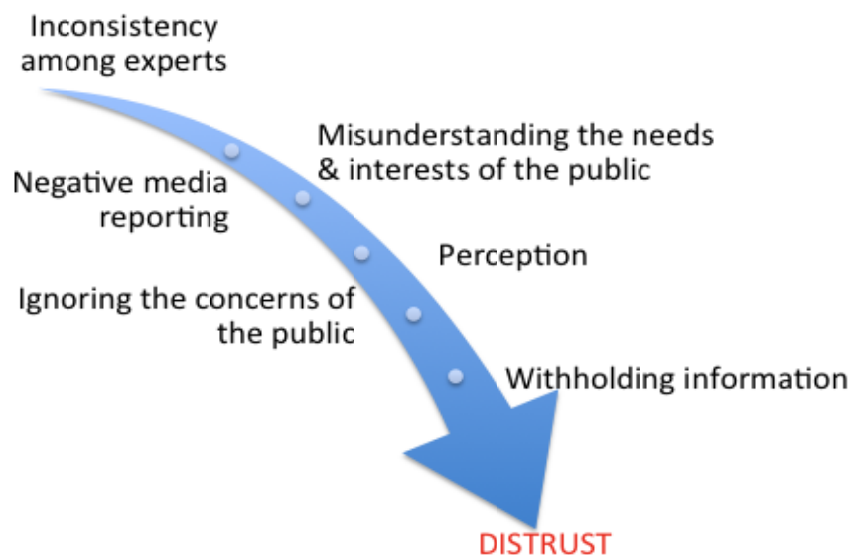 Inconsistency
among experts
Misunderstanding the needs
& interests of the public
Negative media
reporting
Perception
Ignoring the concerns of
the public
Withholding information
DISTRUST